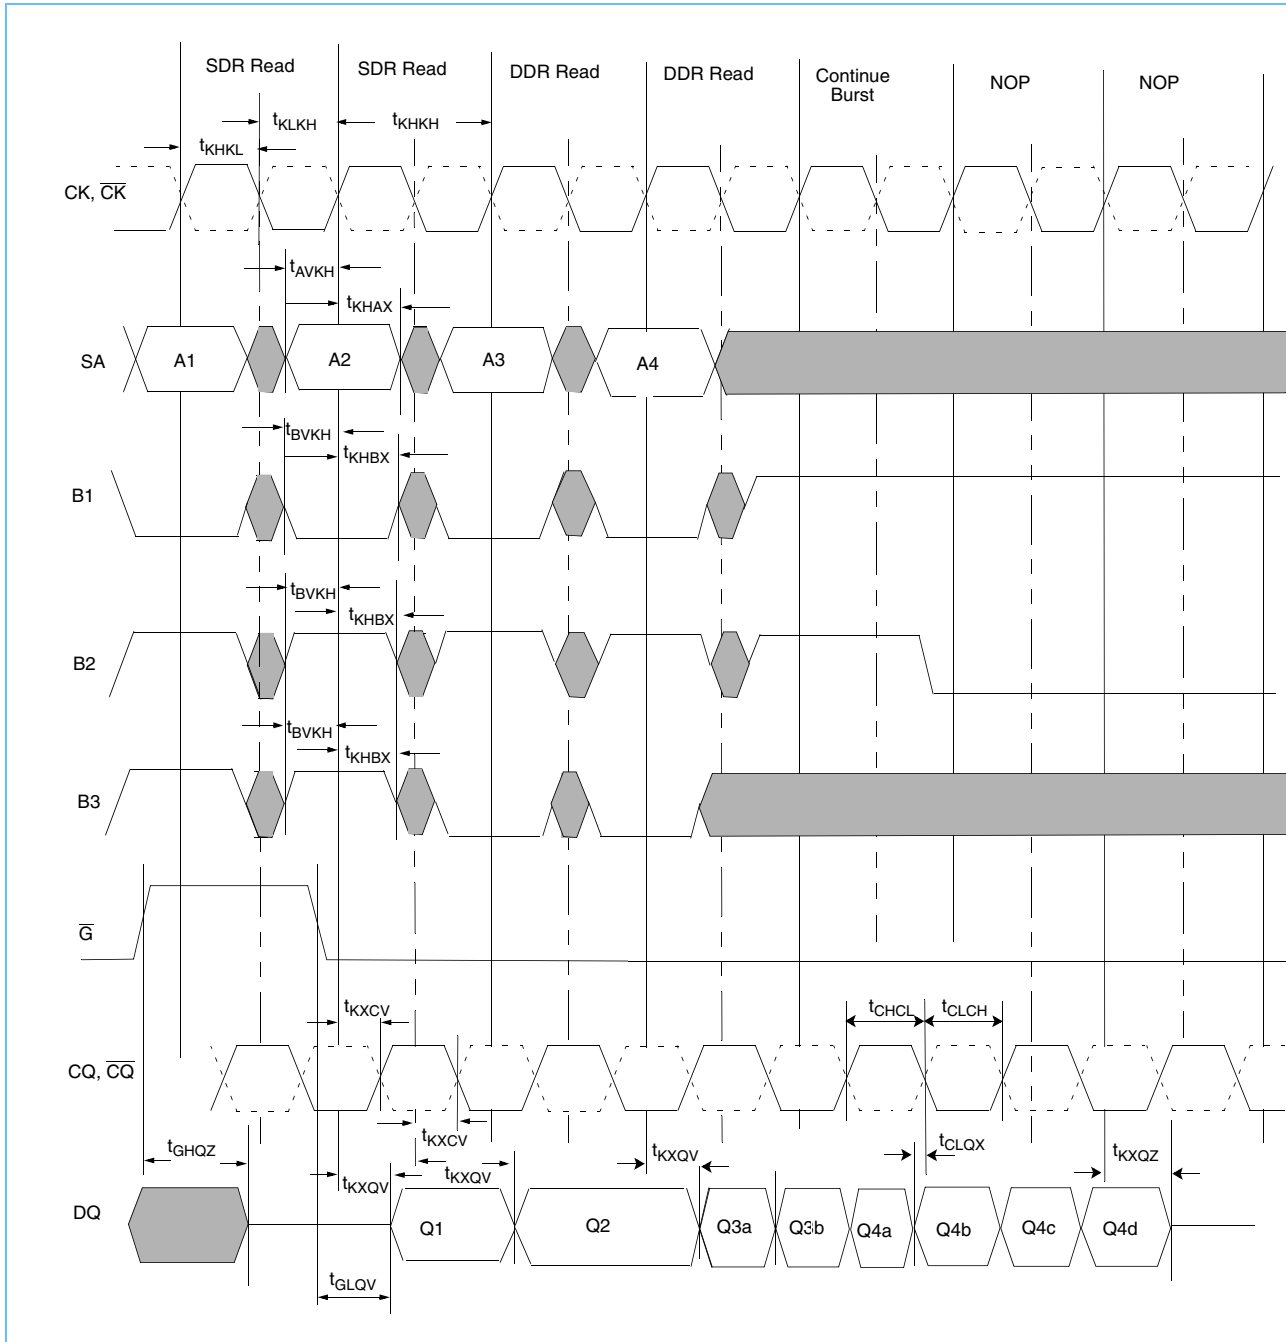 SDR Read SDR Read DDR Read DDR Read Continue Burst NOP NOP
tKLKH tKHKH
tKHKL
CK, C̅K̅
tAVKH
tKHAX
SA A1 A2 A3 A4
tBVKH
tKHBX
B1
tBVKH
tKHBX
B2
tBVKH
tKHBX
B3
G̅
tKXCV tCHCL tCLCH
CQ, C̅Q̅
tKXCV
tGHQZ tKXQV tKXQV tKXQV tCLQX tKXQZ
DQ Q1 Q2 Q3a Q3b Q4a Q4b Q4c Q4d
tGLQV